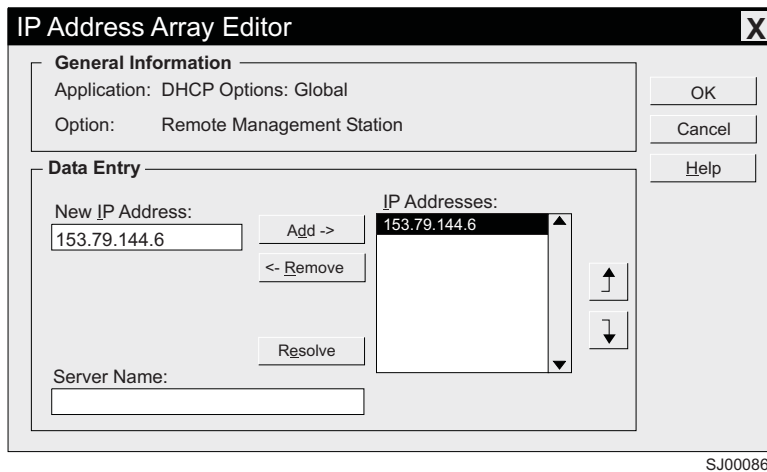 IP Address Array Editor X
General Information
Application: DHCP Options: Global
Option: Remote Management Station
OK
Cancel
Help
Data Entry
New IP Address:
153.79.144.6
Add ->
<- Remove
Resolve
IP Addresses:
153.79.144.6
Server Name:
SJ00086